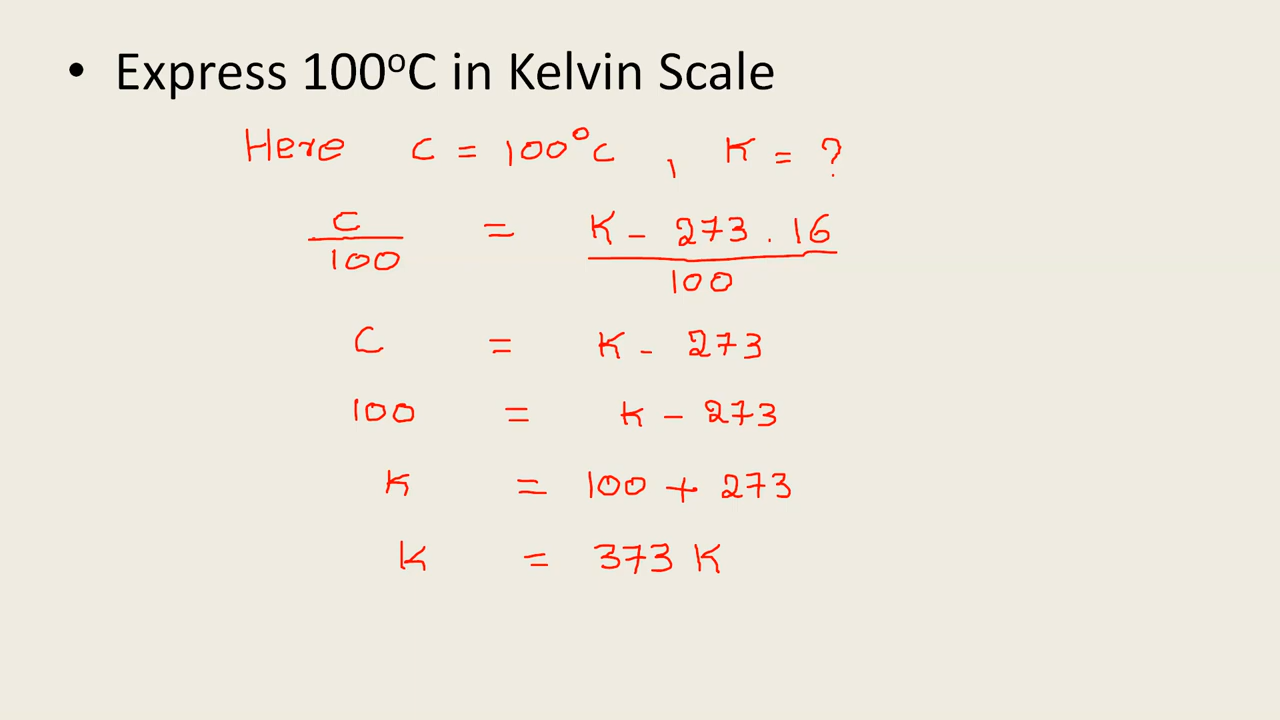 • Express 100°C in Kelvin Scale
Here C = 100°C , K = ?
C/100 = K - 273.16/100
C = K - 273
100 = K - 273
K = 100 + 273
K = 373 K